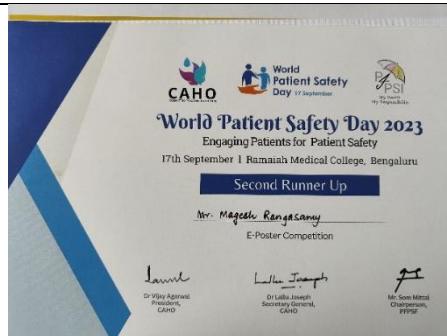 CAHO
World
Patient Safety
Day 17 September
PSI
World Patient Safety Day 2023
Engaging Patients for Patient Safety
17th September I Ramaiah Medical College, Bengaluru
Second Runner Up
Mr. Magesh Rangasamy
E-Poster Competition
Dr Vijay Agarwal
President,
CAHO
Dr Lallu Joseph
Secretary General,
CAHO
Mr. Som Mittal
Chairperson,
PFPSF